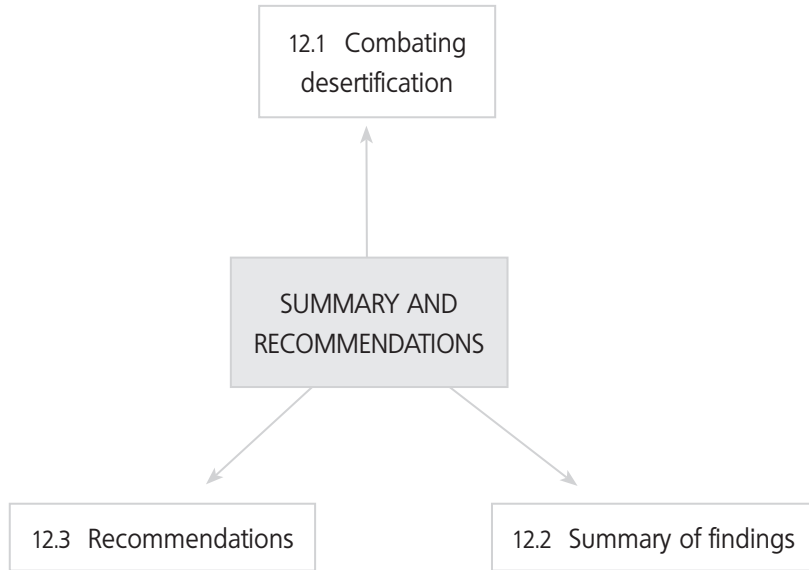 12.1 Combating
desertification
SUMMARY AND
RECOMMENDATIONS
12.3 Recommendations
12.2 Summary of findings